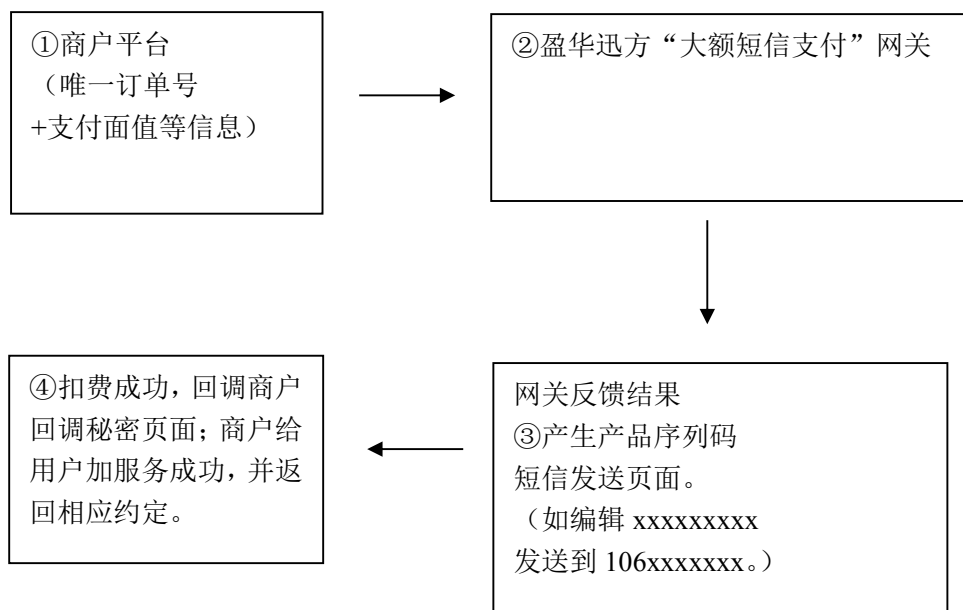 ①商户平台
（唯一订单号
+支付面值等信息）
②盈华迅方“大额短信支付”网关
网关反馈结果
③产生产品序列码
短信发送页面。
（如编辑 xxxxxxxxx
发送到 106xxxxxxx。）
④扣费成功，回调商户
回调秘密页面；商户给
用户加服务成功，并返
回相应约定。